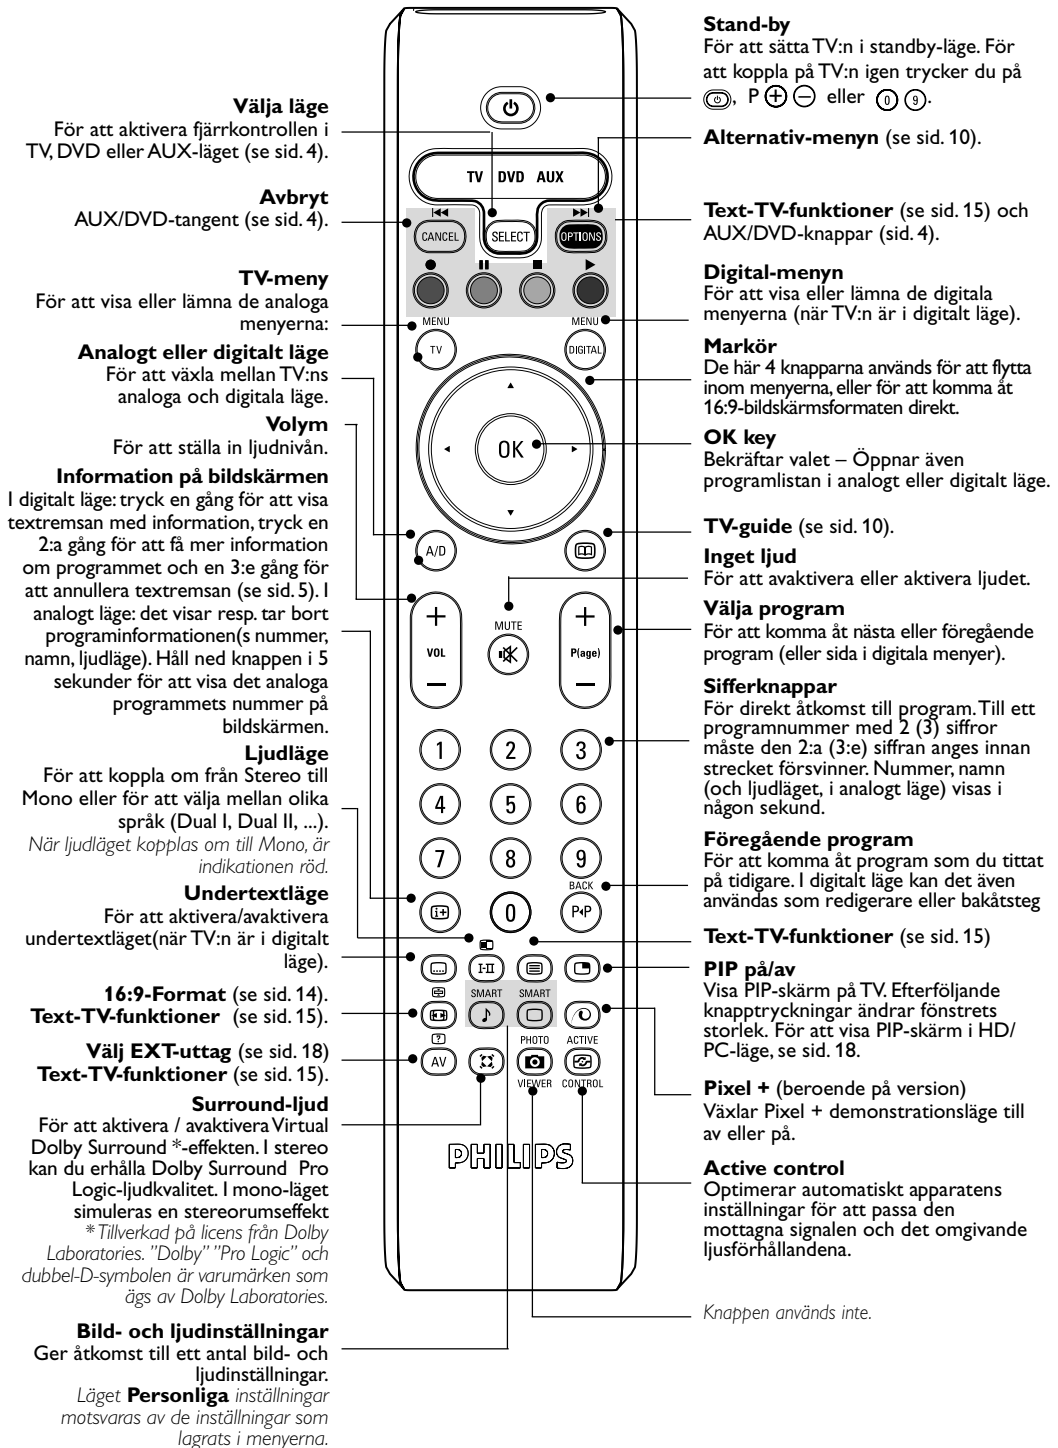 Välja läge
För att aktivera fjärrkontrollen i
TV, DVD eller AUX-läget (se sid. 4).
Avbryt
AUX/DVD-tangent (se sid. 4).
TV-meny
För att visa eller lämna de analoga
menyerna:
Analogt eller digitalt läge
För att växla mellan TV:ns
analoga och digitala läge.
Volym
För att ställa in ljudnivån.
Information på bildskärmen
I digitalt läge: tryck en gång för att visa
textremsan med information, tryck en
2:a gång för att få mer information
om programmet och en 3:e gång för
att annullera textremsan (se sid. 5). I
analogt läge: det visar resp. tar bort
programinformationen(s nummer,
namn, ljudläge). Håll ned knappen i 5
sekunder för att visa det analoga
programmets nummer på
bildskärmen.
Ljudläge
För att koppla om från Stereo till
Mono eller för att välja mellan olika
språk (Dual I, Dual II, ...).
När ljudläget kopplas om till Mono, är
indikationen röd.
Undertextläge
För att aktivera/avaktivera
undertextläget(när TV:n är i digitalt
läge).
16:9-Format (se sid. 14).
Text-TV-funktioner (se sid. 15).
Välj EXT-uttag (se sid. 18)
Text-TV-funktioner (se sid. 15).
Surround-ljud
För att aktivera / avaktivera Virtual
Dolby Surround *-effekten. I stereo
kan du erhålla Dolby Surround Pro
Logic-ljudkvalitet. I mono-läget
simuleras en stereorumseffekt
* Tillverkad på licens från Dolby
Laboratories. ”Dolby” ”Pro Logic” och
dubbel-D-symbolen är varumärken som
ägs av Dolby Laboratories.
Bild- och ljudinställningar
Ger åtkomst till ett antal bild- och
ljudinställningar.
Läget Personliga inställningar
motsvaras av de inställningar som
lagrats i menyerna.
TV DVD AUX
CANCEL SELECT OPTIONS
MENU MENU
TV DIGITAL
OK
A/D
+ MUTE +
VOL P(age)
– –
1 2 3
4 5 6
7 8 9
BACK
i+ 0 P◂P
I-II
SMART SMART
?
PHOTO ACTIVE
AV
VIEWER CONTROL
PHILIPS
Stand-by
För att sätta TV:n i standby-läge. För
att koppla på TV:n igen trycker du på
, P + − eller 0 9.
Alternativ-menyn (se sid. 10).
Text-TV-funktioner (se sid. 15) och
AUX/DVD-knappar (sid. 4).
Digital-menyn
För att visa eller lämna de digitala
menyerna (när TV:n är i digitalt läge).
Markör
De här 4 knapparna används för att flytta
inom menyerna, eller för att komma åt
16:9-bildskärmsformaten direkt.
OK key
Bekräftar valet – Öppnar även
programlistan i analogt eller digitalt läge.
TV-guide (se sid. 10).
Inget ljud
För att avaktivera eller aktivera ljudet.
Välja program
För att komma åt nästa eller föregående
program (eller sida i digitala menyer).
Sifferknappar
För direkt åtkomst till program. Till ett
programnummer med 2 (3) siffror
måste den 2:a (3:e) siffran anges innan
strecket försvinner. Nummer, namn
(och ljudläget, i analogt läge) visas i
någon sekund.
Föregående program
För att komma åt program som du tittat
på tidigare. I digitalt läge kan det även
användas som redigerare eller bakåtsteg
Text-TV-funktioner (se sid. 15)
PIP på/av
Visa PIP-skärm på TV. Efterföljande
knapptryckningar ändrar fönstrets
storlek. För att visa PIP-skärm i HD/
PC-läge, se sid. 18.
Pixel + (beroende på version)
Växlar Pixel + demonstrationsläge till
av eller på.
Active control
Optimerar automatiskt apparatens
inställningar för att passa den
mottagna signalen och det omgivande
ljusförhållandena.
Knappen används inte.